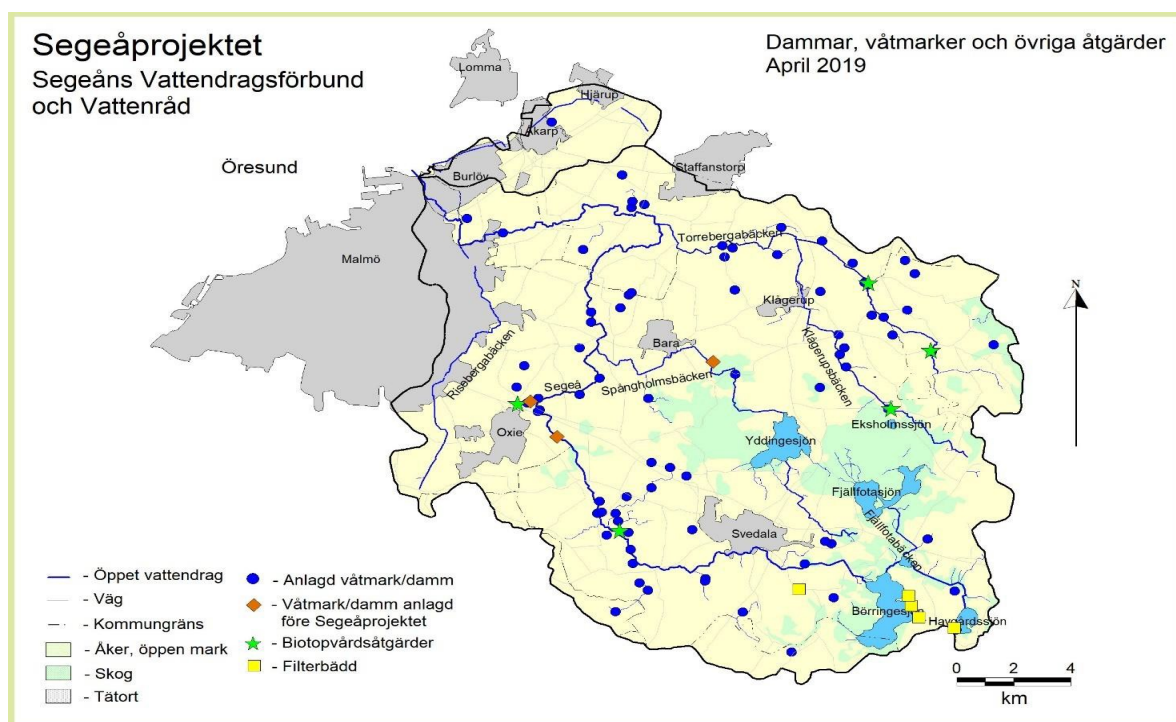 Segeåprojektet
Segeåns Vattendragsförbund
och Vattenråd
Dammar, våtmarker och övriga åtgärder
April 2019
Lomma
Hjärup
Åkarp
Öresund
Burlöv
Staffanstorp
Torrebergabäcken
Malmö
Klågerup
N
Bara
Klågerupsbäcken
Risebergabäcken
Segeå
Spångholmsbäcken
Oxie
Yddingesjön
Eksholmssjön
Fjällfotasjön
Svedala
Fjällfotabäcken
Börringesjön
Havgårdssjön
- Öppet vattendrag
- Väg
- Kommungräns
- Åker, öppen mark
- Skog
- Tätort
- Anlagd våtmark/damm
- Våtmark/damm anlagd
före Segeåprojektet
- Biotopvårdsåtgärder
- Filterbädd
0 2 4
km